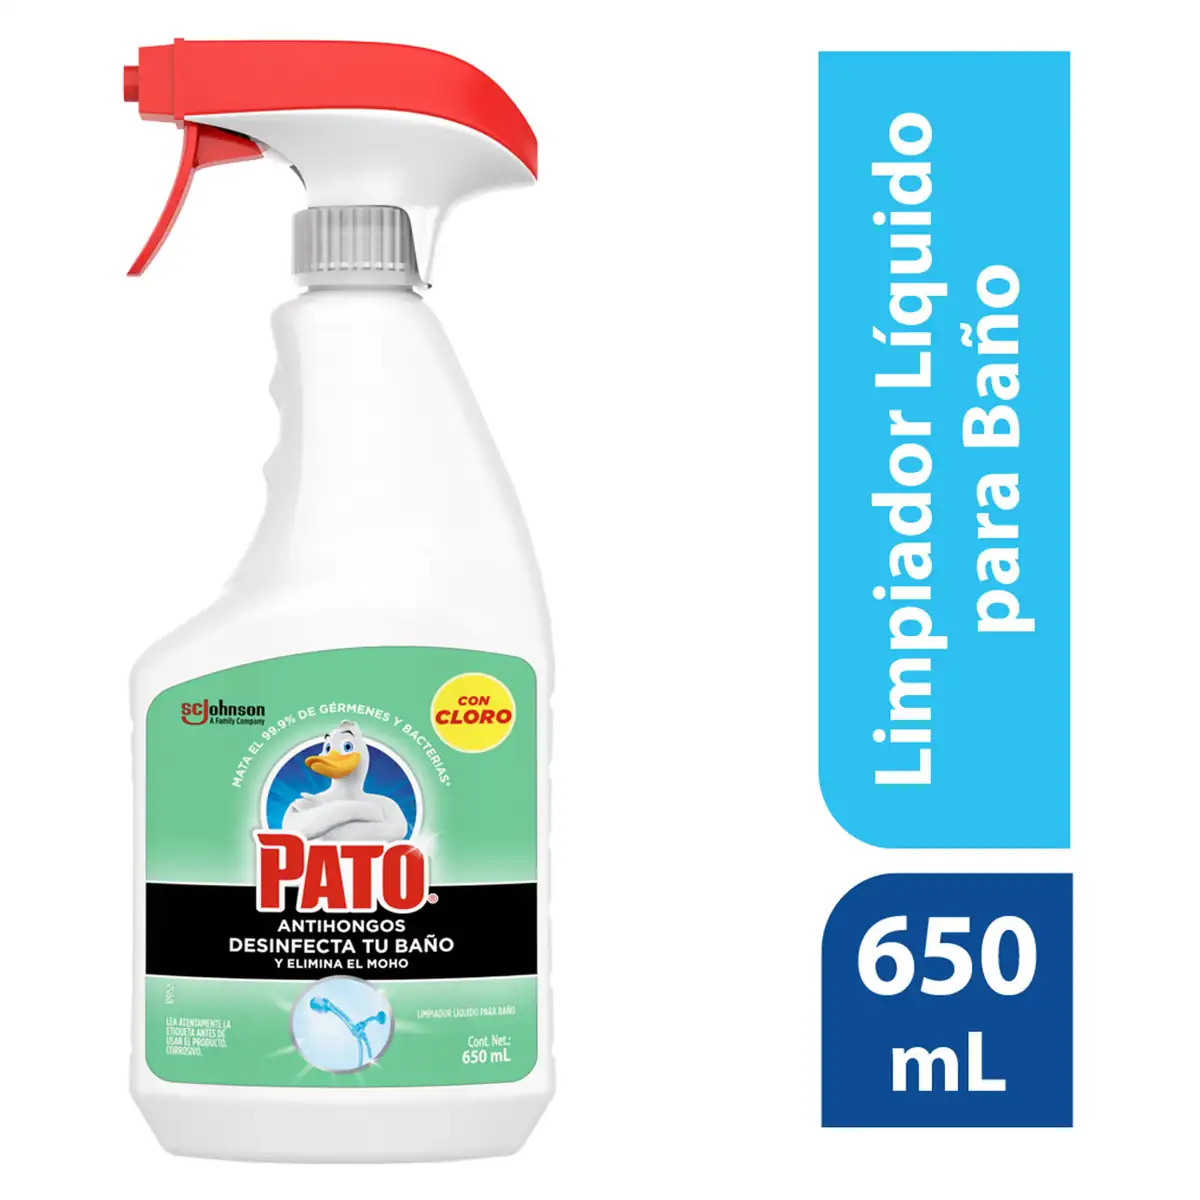 SCJohnson
A Family Company
MATA EL 99.9% DE GÉRMENES Y BACTERIAS*
CON
CLORO
PATO®
ANTIHONGOS
DESINFECTA TU BAÑO
Y ELIMINA EL MOHO
LIMPIADOR LÍQUIDO PARA BAÑO
LEA ATENTAMENTE LA
ETIQUETA ANTES DE
USAR EL PRODUCTO.
CORROSIVO.
Cont. Net.:
650 mL
Limpiador Líquido
para Baño
650
mL